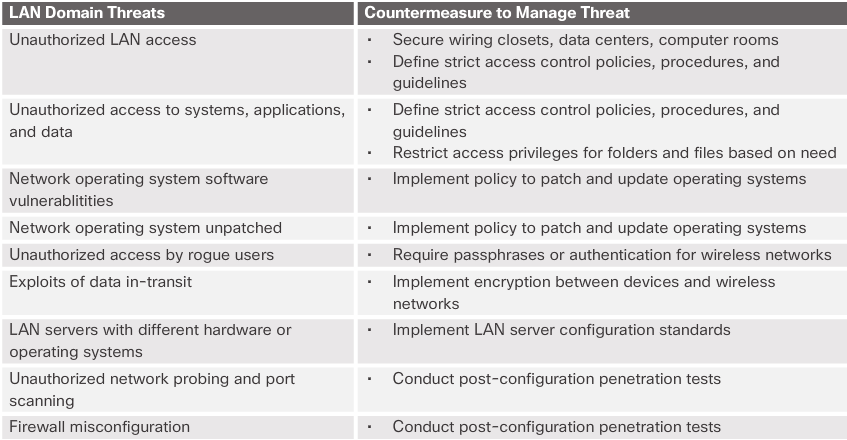 LAN Domain Threats
Countermeasure to Manage Threat
Unauthorized LAN access
• Secure wiring closets, data centers, computer rooms
• Define strict access control policies, procedures, and
guidelines
Unauthorized access to systems, applications,
and data
• Define strict access control policies, procedures, and
guidelines
• Restrict access privileges for folders and files based on need
Network operating system software
vulnerablitities
• Implement policy to patch and update operating systems
Network operating system unpatched
• Implement policy to patch and update operating systems
Unauthorized access by rogue users
• Require passphrases or authentication for wireless networks
Exploits of data in-transit
• Implement encryption between devices and wireless
networks
LAN servers with different hardware or
operating systems
• Implement LAN server configuration standards
Unauthorized network probing and port
scanning
• Conduct post-configuration penetration tests
Firewall misconfiguration
• Conduct post-configuration penetration tests